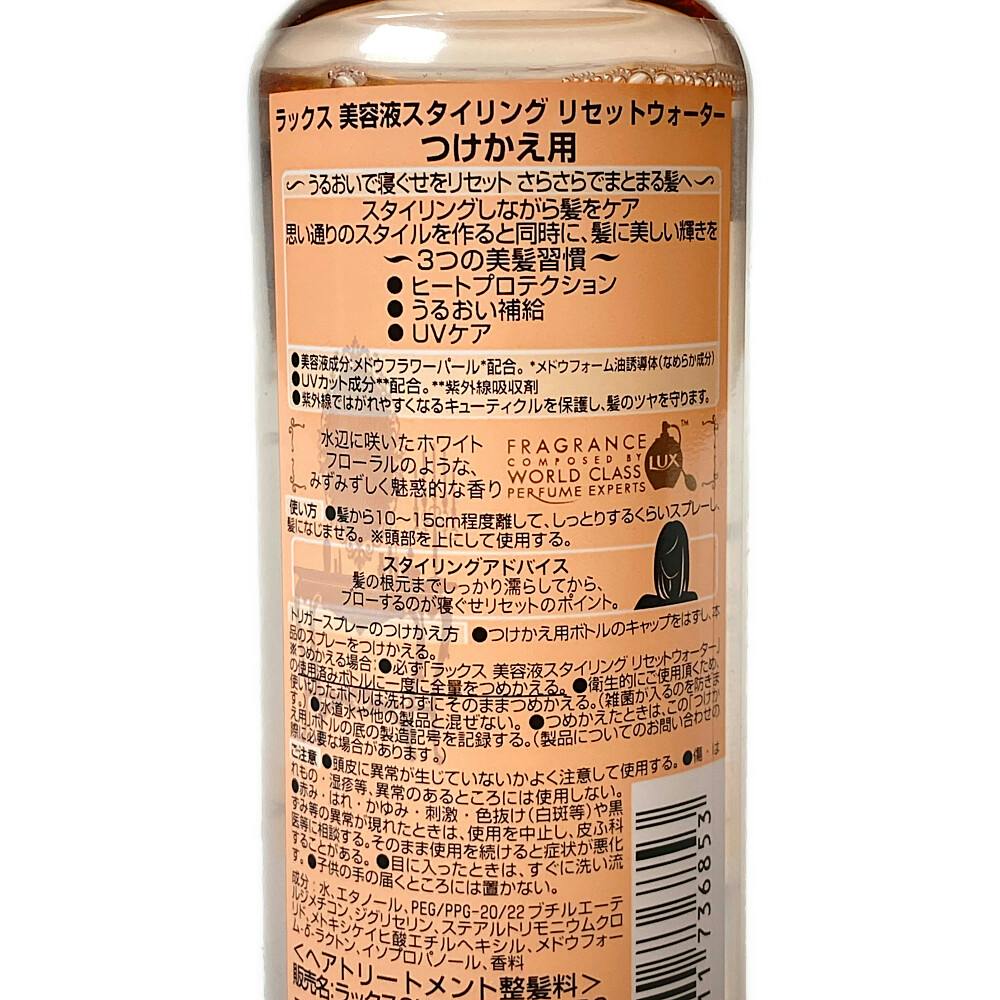 ラックス 美容液スタイリング リセットウォーター
つけかえ用
うるおいで寝ぐせをリセット さらさらでまとまる髪へ
スタイリングしながら髪をケア
思い通りのスタイルを作ると同時に、髪に美しい輝きを
3つの美髪習慣
● ヒートプロテクション
● うるおい補給
● UVケア
●美容液成分:メドウフラワーパール*配合。 *メドウフォーム油誘導体(なめらか成分)
●UVカット成分**配合。**紫外線吸収剤
●紫外線ではがれやすくなるキューティクルを保護し、髪のツヤを守ります。
水辺に咲いたホワイト
フローラルのような、
みずみずしく魅惑的な香り
FRAGRANCE
COMPOSED BY
WORLD CLASS
PERFUME EXPERTS
LUX
TM
使い方 ●髪から10～15cm程度離して、しっとりするくらいスプレーし、
髪になじませる。※頭部を上にして使用する。
スタイリングアドバイス
髪の根元までしっかり濡らしてから、
ブローするのが寝ぐせリセットのポイント。
トリガースプレーのつけかえ方 ●つけかえ用ボトルのキャップをはずし、本
品のスプレーをつけかえる。
※つめかえる場合:●必ず「ラックス 美容液スタイリング リセットウォーター」
の使用済みボトルに一度に全量をつめかえる。●衛生的にご使用頂くため、
使い切ったボトルは洗わずにそのままつめかえる。(雑菌が入るのを防ぎま
す。)●水道水や他の製品と混ぜない。●つめかえたときは、この「つけか
え用」ボトルの底の製造記号を記録する。(製品についてのお問い合わせの
際に必要な場合があります。)
ご注意 ●頭皮に異常が生じていないかよく注意して使用する。●傷・は
れもの・湿疹等、異常のあるところには使用しない。
●赤み・はれ・かゆみ・刺激・色抜け(白斑等)や黒
ずみ等の異常が現れたときは、使用を中止し、皮ふ科
医等に相談する。そのまま使用を続けると症状が悪化
することがある。●目に入ったときは、すぐに洗い流
す。●子供の手の届くところには置かない。
成分:水、エタノール、PEG/PPG-20/22 ブチルエーテ
ルジメチコン、ジグリセリン、ステアルトリモニウムクロ
リド、メトキシケイヒ酸エチルヘキシル、メドウフォー
ム-δ-ラクトン、イソプロパノール、香料
<ヘアトリートメント整髪料>
販売名:ラックス
11736853